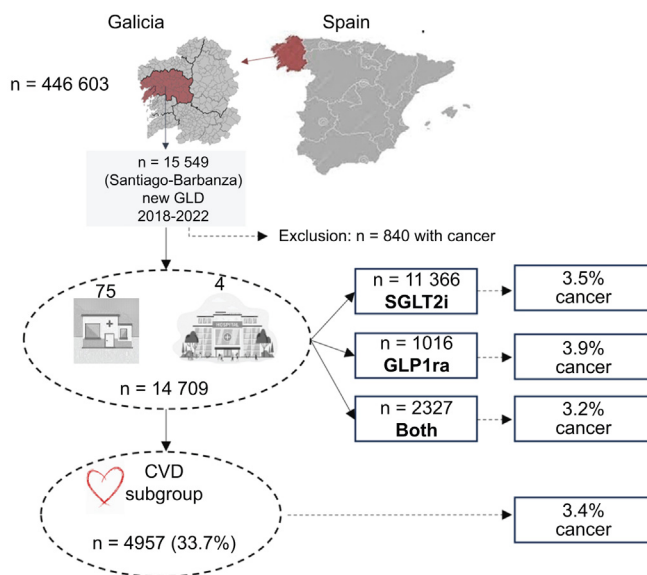 Galicia
Spain
n = 446 603
n = 15 549
(Santiago-Barbanza)
new GLD
2018-2022
Exclusion: n = 840 with cancer
75
4
HOSPITAL
n = 14 709
n = 11 366
SGLT2i
3.5%
cancer
n = 1016
GLP1ra
3.9%
cancer
n = 2327
Both
3.2%
cancer
CVD
subgroup
n = 4957 (33.7%)
3.4%
cancer